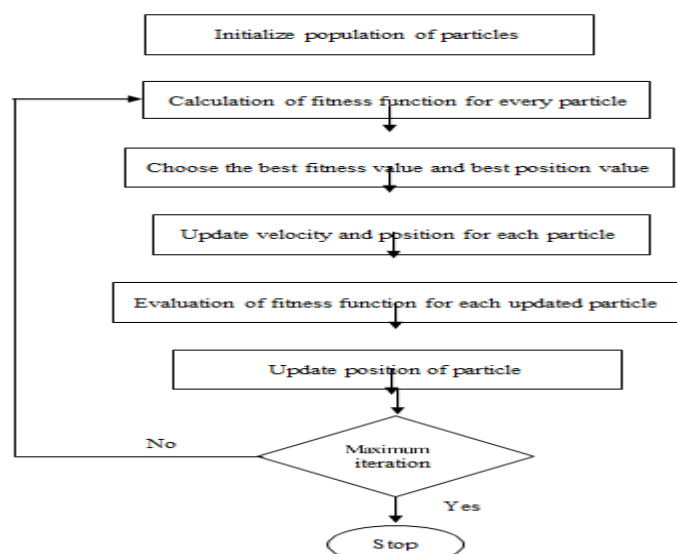 Initialize population of particles
Calculation of fitness function for every particle
Choose the best fitness value and best position value
Update velocity and position for each particle
Evaluation of fitness function for each updated particle
Update position of particle
No
Maximum
iteration
Yes
Stop